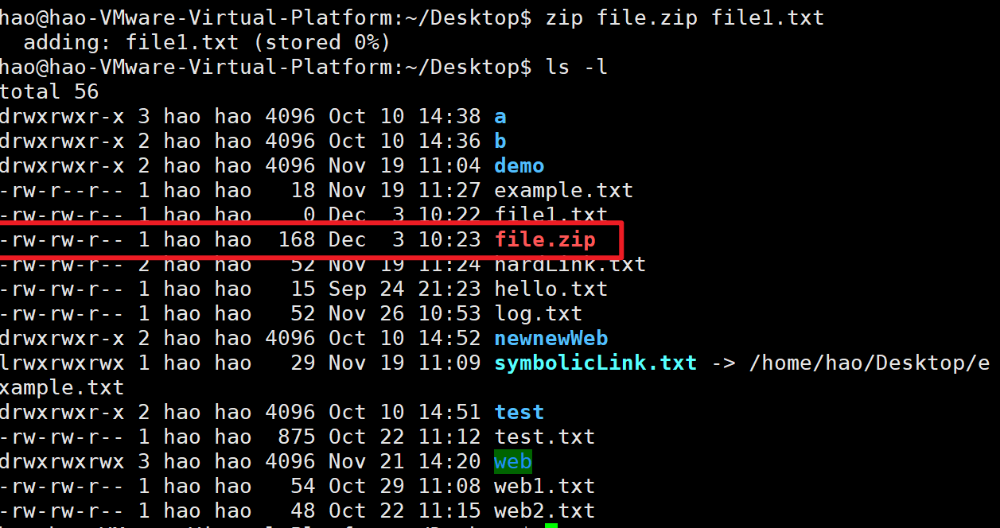 hao@hao-VMware-Virtual-Platform:~/Desktop$ zip file.zip file1.txt
  adding: file1.txt (stored 0%)
hao@hao-VMware-Virtual-Platform:~/Desktop$ ls -l
total 56
drwxrwxr-x 3 hao hao 4096 Oct 10 14:38 a
drwxrwxr-x 2 hao hao 4096 Oct 10 14:36 b
drwxrwxr-x 2 hao hao 4096 Nov 19 11:04 demo
-rw-r--r-- 1 hao hao   18 Nov 19 11:27 example.txt
-rw-rw-r-- 1 hao hao    0 Dec  3 10:22 file1.txt
-rw-rw-r-- 1 hao hao  168 Dec  3 10:23 file.zip
-rw-rw-r-- 2 hao hao   52 Nov 19 11:24 hardLink.txt
-rw-rw-r-- 1 hao hao   15 Sep 24 21:23 hello.txt
-rw-rw-r-- 1 hao hao   52 Nov 26 10:53 log.txt
drwxrwxr-x 2 hao hao 4096 Oct 10 14:52 newnewWeb
lrwxrwxrwx 1 hao hao   29 Nov 19 11:09 symbolicLink.txt -> /home/hao/Desktop/e
xample.txt
drwxrwxr-x 2 hao hao 4096 Oct 10 14:51 test
-rw-rw-r-- 1 hao hao  875 Oct 22 11:12 test.txt
drwxrwxrwx 3 hao hao 4096 Nov 21 14:20 web
-rw-rw-r-- 1 hao hao   54 Oct 29 11:08 web1.txt
-rw-rw-r-- 1 hao hao   48 Oct 22 11:15 web2.txt